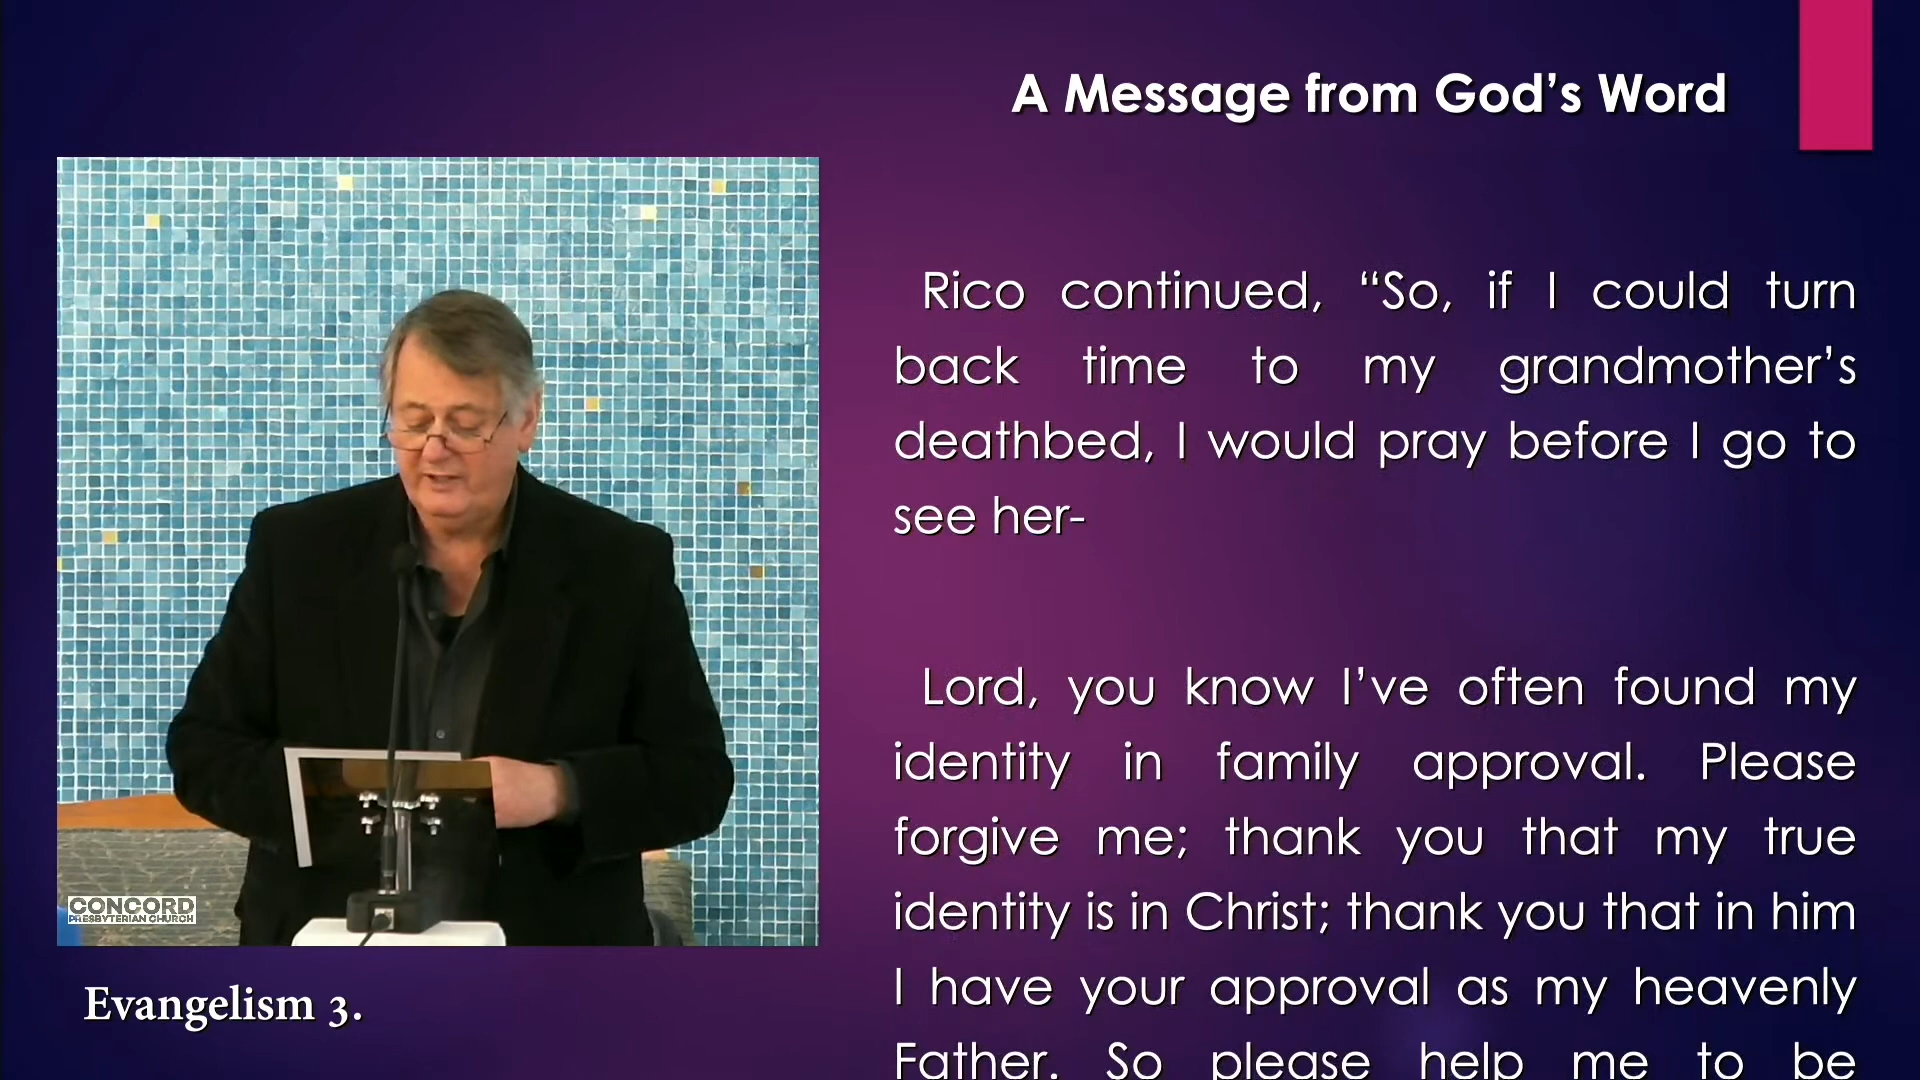 A Message from God’s Word
Rico continued, “So, if I could turn
back time to my grandmother’s
deathbed, I would pray before I go to
see her-
Lord, you know I’ve often found my
identity in family approval. Please
forgive me; thank you that my true
identity is in Christ; thank you that in him
I have your approval as my heavenly
Father. So please help me to be
CONCORD
PRESBYTERIAN CHURCH
Evangelism 3.